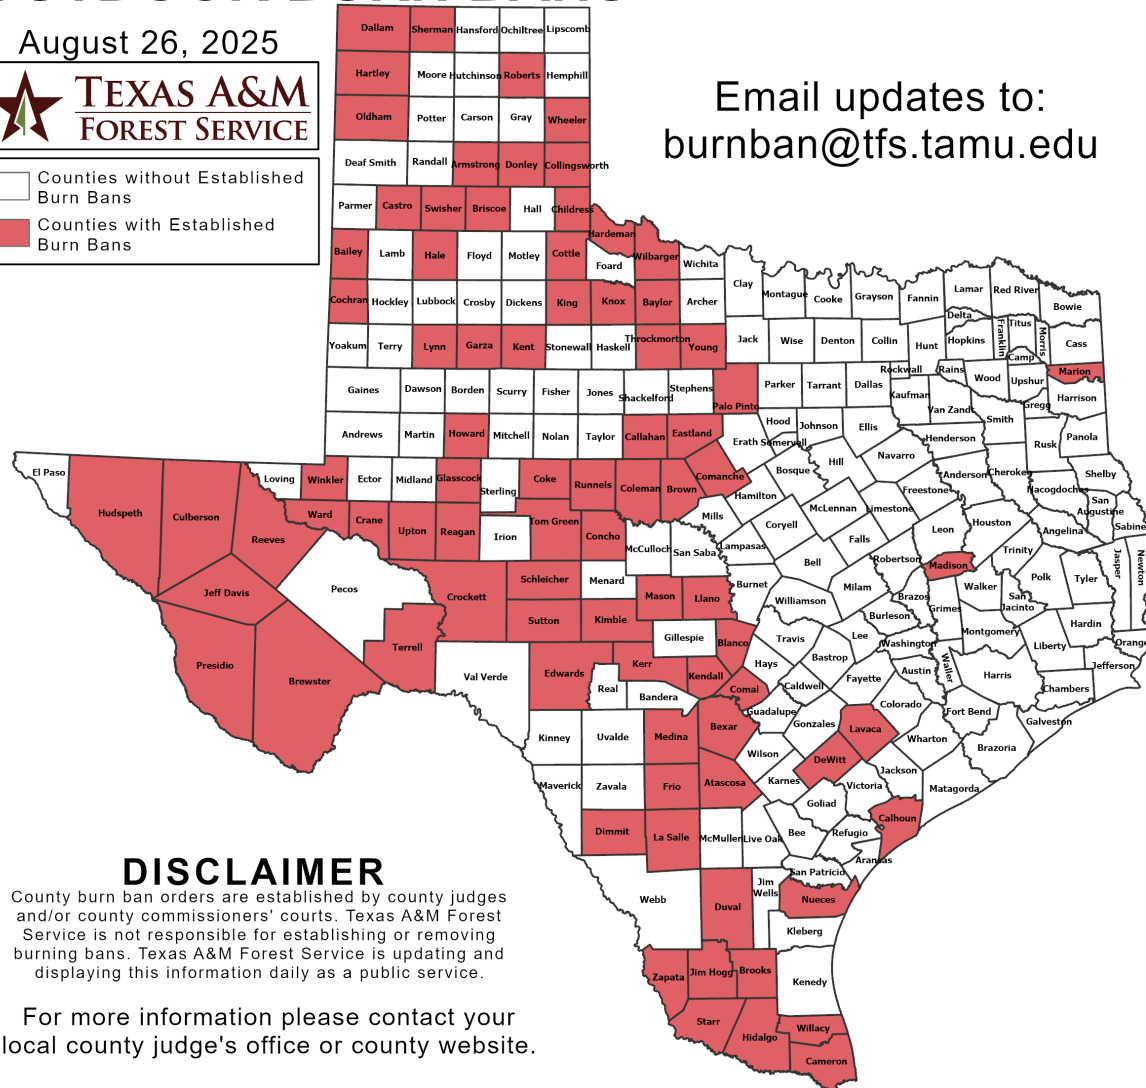 August 26, 2025
TEXAS A&M
FOREST SERVICE
Counties without Established
Burn Bans
Counties with Established
Burn Bans
Email updates to:
burnban@tfs.tamu.edu
Dallam Sherman Hansford Ochiltree Lipscomb
Hartley Moore Hutchinson Roberts Hemphill
Oldham Potter Carson Gray Wheeler
Deaf Smith Randall Armstrong Donley Collingsworth
Parmer Castro Swisher Briscoe Hall Childress
Hardeman
Bailey Lamb Hale Floyd Motley Cottle Foard Wilbarger Wichita
Clay Montague Cooke Grayson Fannin Lamar Red River Bowie
Cochran Hockley Lubbock Crosby Dickens King Knox Baylor Archer
Delta Titus Franklin Morris
Yoakum Terry Lynn Garza Kent Stonewall Haskell Throckmorton Young Jack Wise Denton Collin Hunt Hopkins Camp Cass
Rockwall Rains Wood Upshur Marion
Gaines Dawson Borden Scurry Fisher Jones Shackelford Stephens Palo Pinto Parker Tarrant Dallas Kaufman Van Zandt Gregg Harrison
Andrews Martin Howard Mitchell Nolan Taylor Callahan Eastland Erath Hood Somervell Johnson Ellis Henderson Smith Rusk Panola
El Paso Loving Winkler Ector Midland Glasscock Sterling Coke Runnels Coleman Brown Comanche Hamilton Bosque Hill Navarro Freestone Anderson Cherokee Nacogdoches Shelby
San
Augustine
Sabine
Hudspeth Culberson Reeves Ward Crane Upton Reagan Irion Tom Green Concho McCulloch San Saba Mills Lampasas Coryell McLennan Limestone Falls Leon Houston Angelina
Jeff Davis Pecos Crockett Schleicher Menard Mason Llano Burnet Bell Milam Robertson Brazos Madison Grimes Walker Trinity San
Jacinto
Polk Tyler Jasper Newton
Presidio Brewster Terrell Sutton Kimble Gillespie Blanco Williamson Travis Lee Burleson Washington Montgomery Liberty Hardin Orange
Val Verde Edwards Kerr Kendall Real Bandera Comal Hays Caldwell Bastrop Fayette Austin Waller Harris Chambers Jefferson
Kinney Uvalde Medina Bexar Guadalupe Gonzales Lavaca Colorado Wharton Fort Bend Brazoria Galveston
Maverick Zavala Frio Atascosa Wilson Karnes DeWitt Victoria Jackson Matagorda
Dimmit La Salle McMullen Live Oak Bee Goliad Refugio Calhoun Aransas
Webb Duval Jim
Wells
San Patricio Nueces Kleberg
Zapata Jim Hogg Brooks Kenedy
Starr Hidalgo Willacy Cameron
DISCLAIMER
County burn ban orders are established by county judges
and/or county commissioners' courts. Texas A&M Forest
Service is not responsible for establishing or removing
burning bans. Texas A&M Forest Service is updating and
displaying this information daily as a public service.
For more information please contact your
local county judge's office or county website.